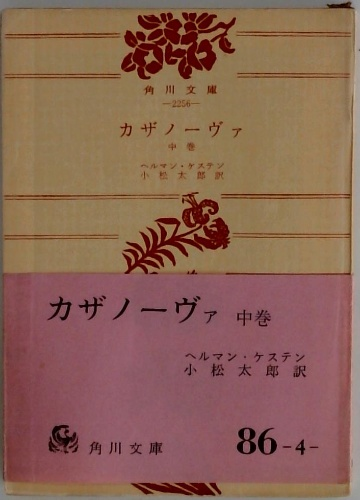 角川文庫
—2256—
カザノーヴァ
中巻
ヘルマン・ケステン
小松太郎訳
カザノーヴァ 中巻
ヘルマン・ケステン
小松太郎訳
角川文庫
86-4-